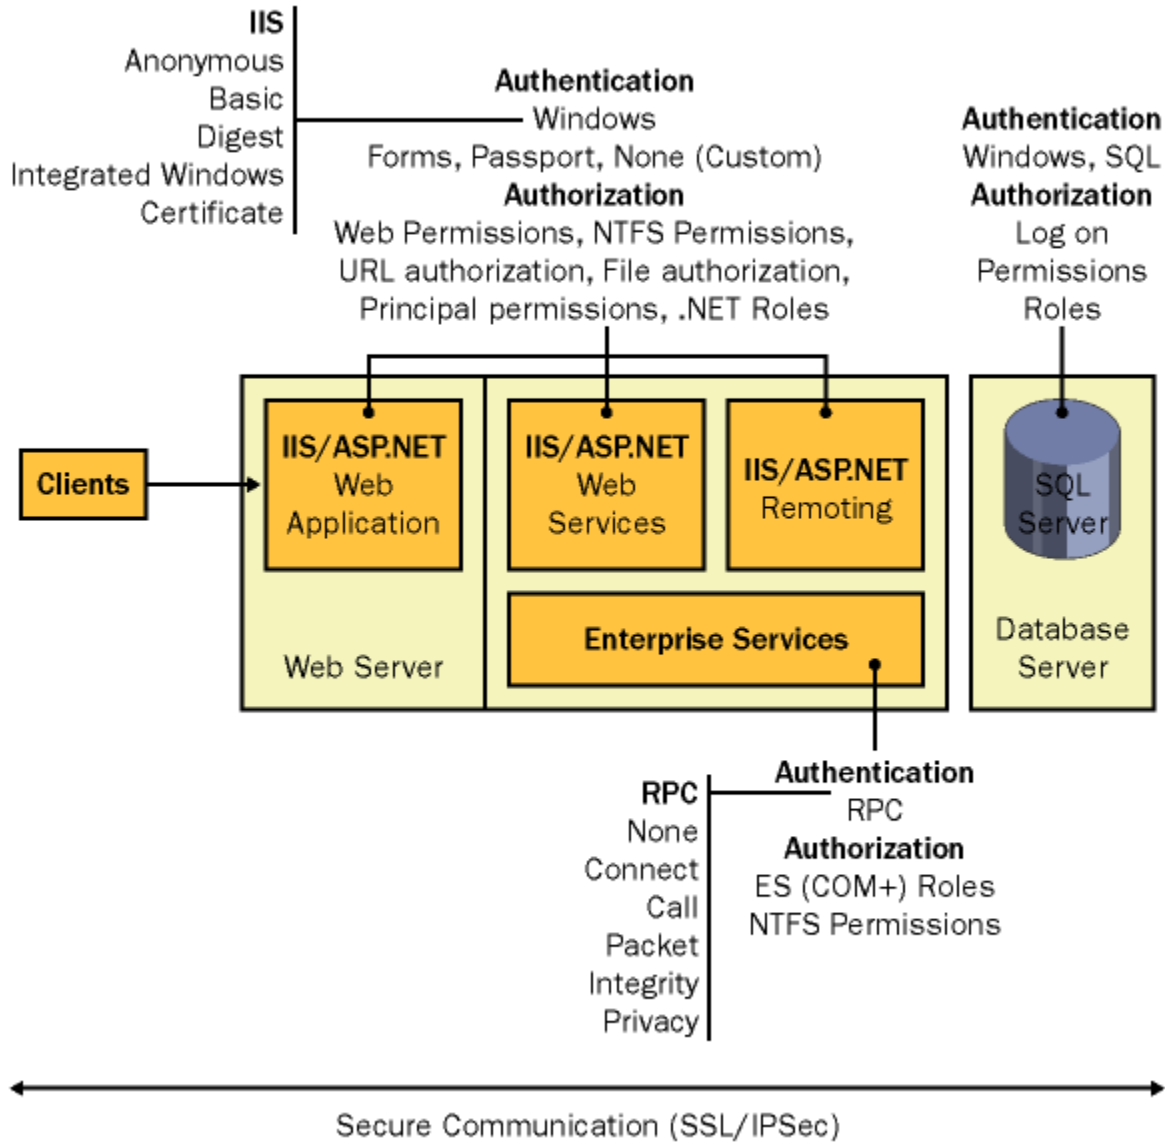 IIS
Anonymous
Basic
Digest
Integrated Windows
Certificate
Authentication
Windows
Forms, Passport, None (Custom)
Authorization
Web Permissions, NTFS Permissions,
URL authorization, File authorization,
Principal permissions, .NET Roles
Authentication
Windows, SQL
Authorization
Log on
Permissions
Roles
Clients
IIS/ASP.NET
Web
Application
Web Server
IIS/ASP.NET
Web
Services
IIS/ASP.NET
Remoting
Enterprise Services
SQL
Server
Database
Server
RPC
None
Connect
Call
Packet
Integrity
Privacy
Authentication
RPC
Authorization
ES (COM+) Roles
NTFS Permissions
Secure Communication (SSL/IPSec)